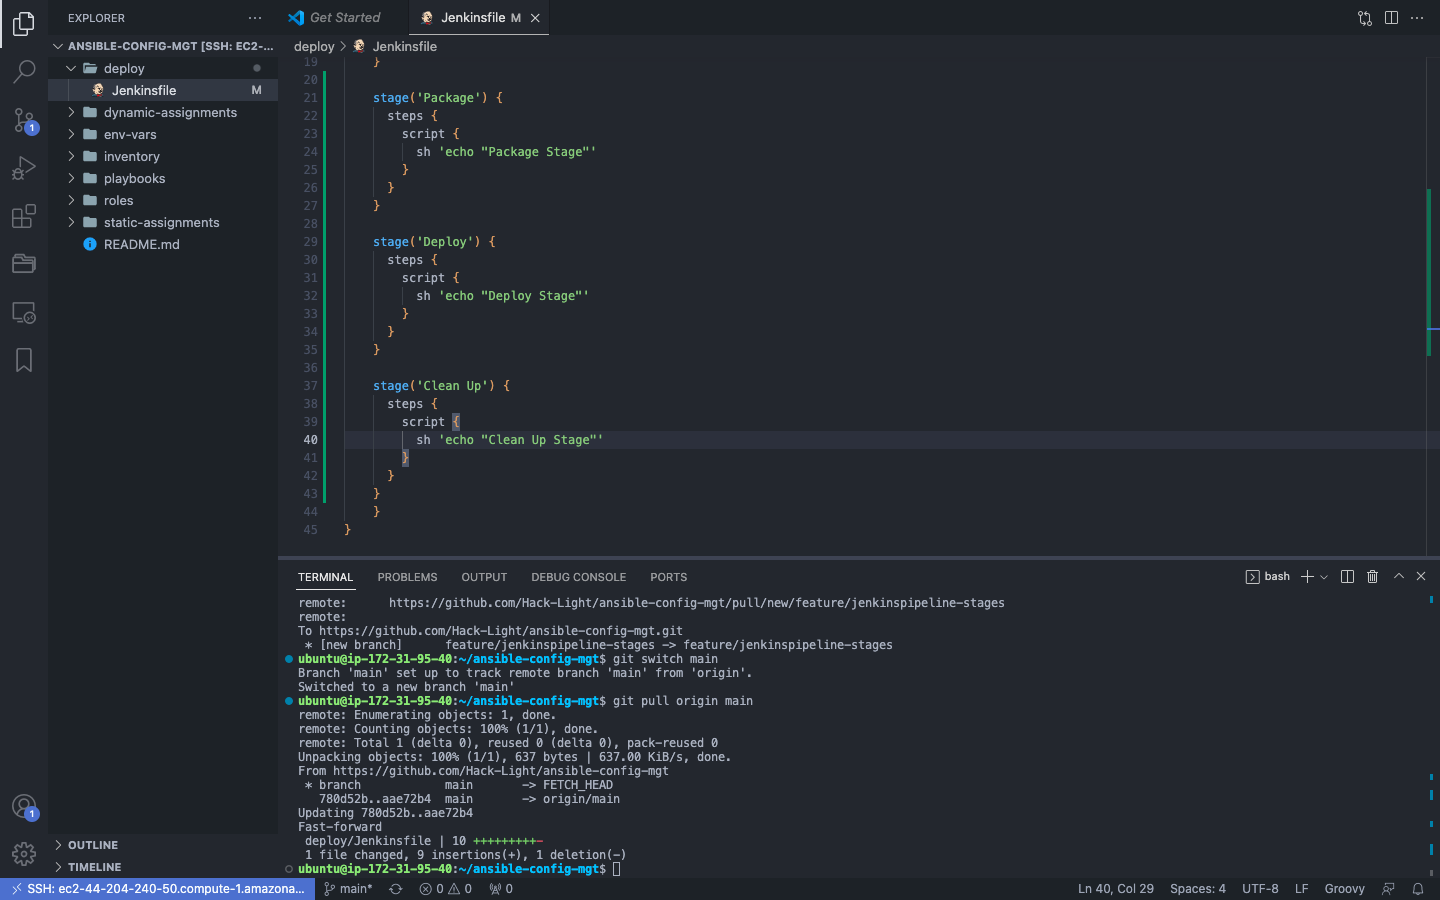 EXPLORER
Get Started
Jenkinsfile M
ANSIBLE-CONFIG-MGT [SSH: EC2-...
deploy
Jenkinsfile
M
dynamic-assignments
env-vars
inventory
playbooks
roles
static-assignments
README.md
1
1
OUTLINE
TIMELINE
deploy > Jenkinsfile
19 }
20
21 stage('Package') {
22 steps {
23 script {
24 sh 'echo "Package Stage"'
25 }
26 }
27 }
28
29 stage('Deploy') {
30 steps {
31 script {
32 sh 'echo "Deploy Stage"'
33 }
34 }
35 }
36
37 stage('Clean Up') {
38 steps {
39 script {
40 sh 'echo "Clean Up Stage"'
41 }
42 }
43 }
44 }
45 }
TERMINAL PROBLEMS OUTPUT DEBUG CONSOLE PORTS
bash
remote: https://github.com/Hack-Light/ansible-config-mgt/pull/new/feature/jenkinspipeline-stages
remote:
To https://github.com/Hack-Light/ansible-config-mgt.git
* [new branch] feature/jenkinspipeline-stages -> feature/jenkinspipeline-stages
ubuntu@ip-172-31-95-40:~/ansible-config-mgt$ git switch main
Branch 'main' set up to track remote branch 'main' from 'origin'.
Switched to a new branch 'main'
ubuntu@ip-172-31-95-40:~/ansible-config-mgt$ git pull origin main
remote: Enumerating objects: 1, done.
remote: Counting objects: 100% (1/1), done.
remote: Total 1 (delta 0), reused 0 (delta 0), pack-reused 0
Unpacking objects: 100% (1/1), 637 bytes | 637.00 KiB/s, done.
From https://github.com/Hack-Light/ansible-config-mgt
* branch main -> FETCH_HEAD
780d52b..aae72b4 main -> origin/main
Updating 780d52b..aae72b4
Fast-forward
deploy/Jenkinsfile | 10 +++++++++-
1 file changed, 9 insertions(+), 1 deletion(-)
ubuntu@ip-172-31-95-40:~/ansible-config-mgt$
SSH: ec2-44-204-240-50.compute-1.amazona... main* 0 0 0
Ln 40, Col 29 Spaces: 4 UTF-8 LF Groovy